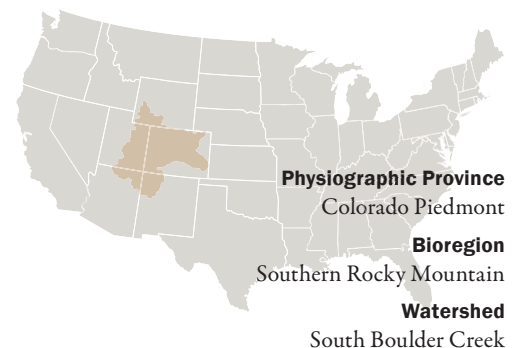 Physiographic Province
Colorado Piedmont
Bioregion
Southern Rocky Mountain
Watershed
South Boulder Creek